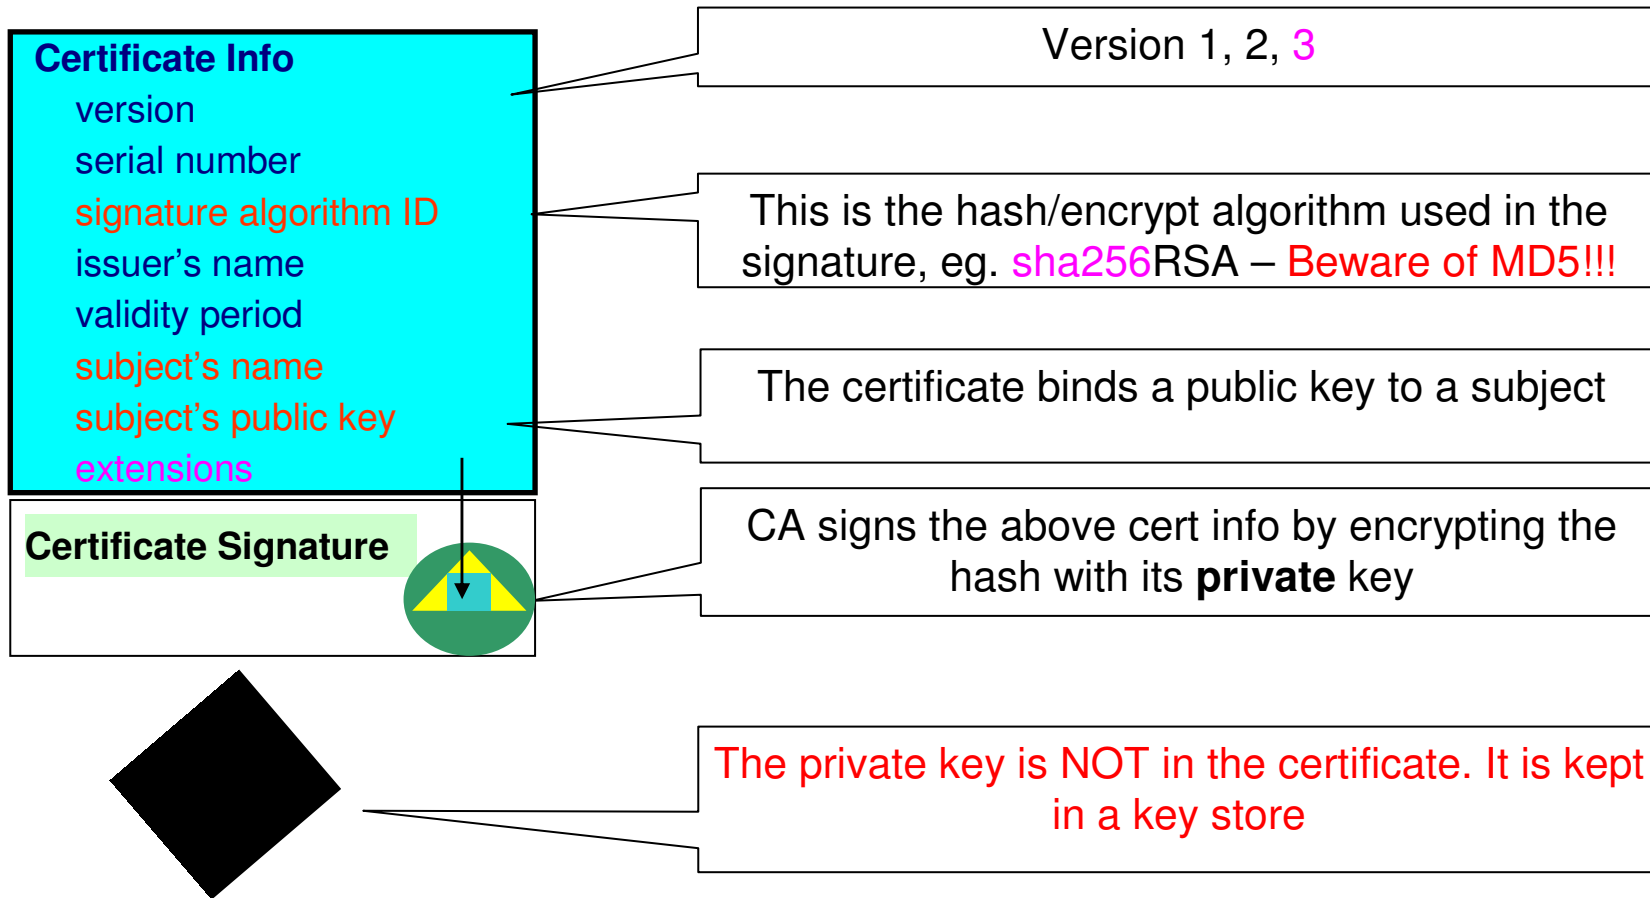 Certificate Info
version
serial number
signature algorithm ID
issuer’s name
validity period
subject’s name
subject’s public key
extensions
Certificate Signature
Version 1, 2, 3
This is the hash/encrypt algorithm used in the
signature, eg. sha256RSA – Beware of MD5!!!
The certificate binds a public key to a subject
CA signs the above cert info by encrypting the
hash with its private key
The private key is NOT in the certificate. It is kept
in a key store